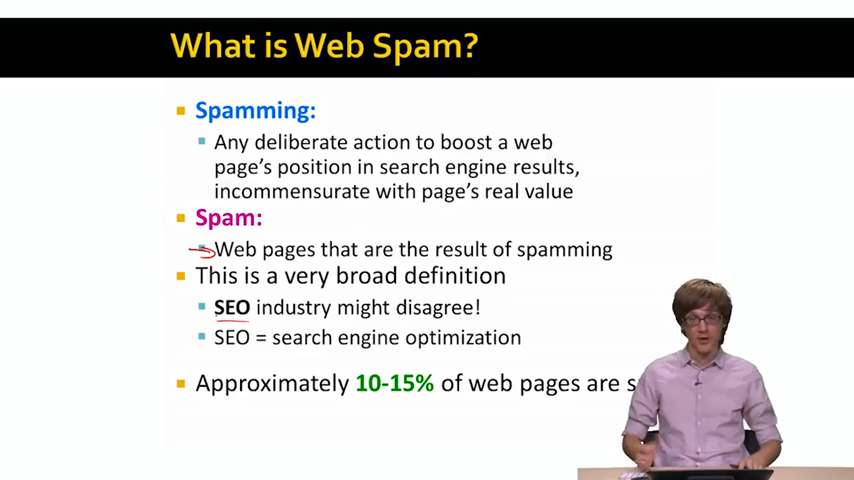 What is Web Spam?
Spamming:
Any deliberate action to boost a web
page's position in search engine results,
incommensurate with page's real value
Spam:
Web pages that are the result of spamming
This is a very broad definition
SEO industry might disagree!
SEO = search engine optimization
Approximately 10-15% of web pages are